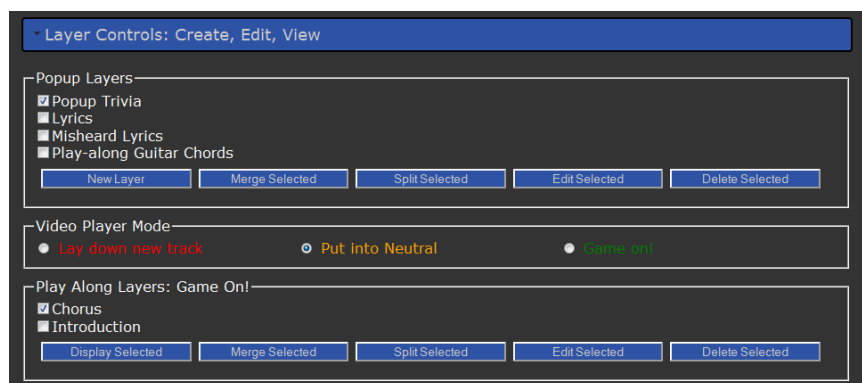 Layer Controls: Create, Edit, View
Popup Layers
Popup Trivia
Lyrics
Misheard Lyrics
Play-along Guitar Chords
New Layer Merge Selected Split Selected Edit Selected Delete Selected
Video Player Mode
Lay down new track Put into Neutral Game on!
Play Along Layers: Game On!
Chorus
Introduction
Display Selected Merge Selected Split Selected Edit Selected Delete Selected